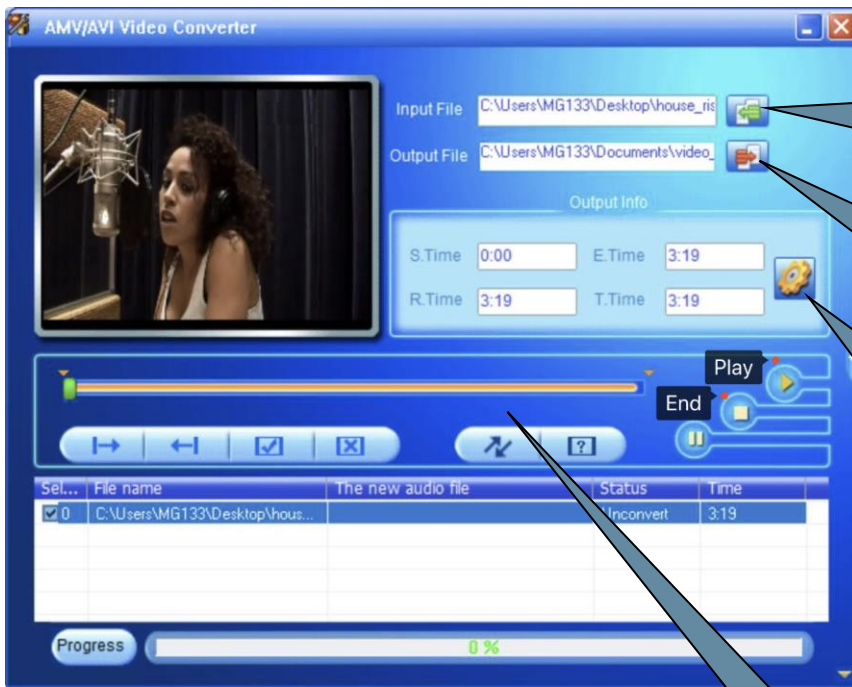 AMV/AVI Video Converter
Input File C:\Users\MG133\Desktop\house_ris
Output File C:\Users\MG133\Documents\video_
Output Info
S.Time 0:00 E.Time 3:19
R.Time 3:19 T.Time 3:19
Play
End
Sel... File name The new audio file Status Time
0 C:\Users\MG133\Desktop\hous... Unconvert 3:19
Progress 0 %